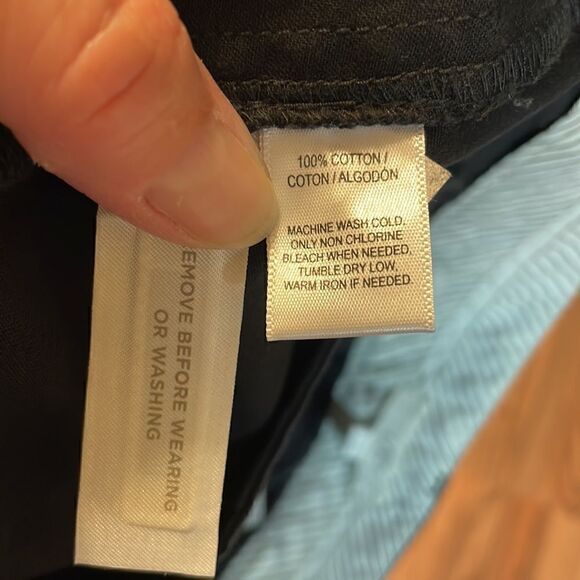 100% COTTON /
COTON / ALGODÓN
MACHINE WASH COLD.
ONLY NON CHLORINE
BLEACH WHEN NEEDED.
TUMBLE DRY LOW.
WARM IRON IF NEEDED.
REMOVE BEFORE WEARING
OR WASHING